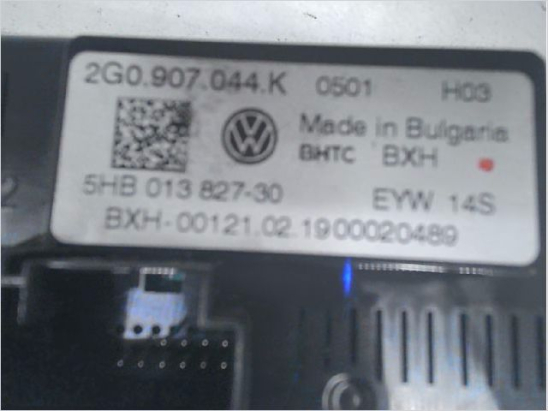 2G0.907.044.K 0501 H03
Made in Bulgaria
BHTC BXH
5HB 013 827-30 EYW 14S
BXH-00121.02.1900020489
2